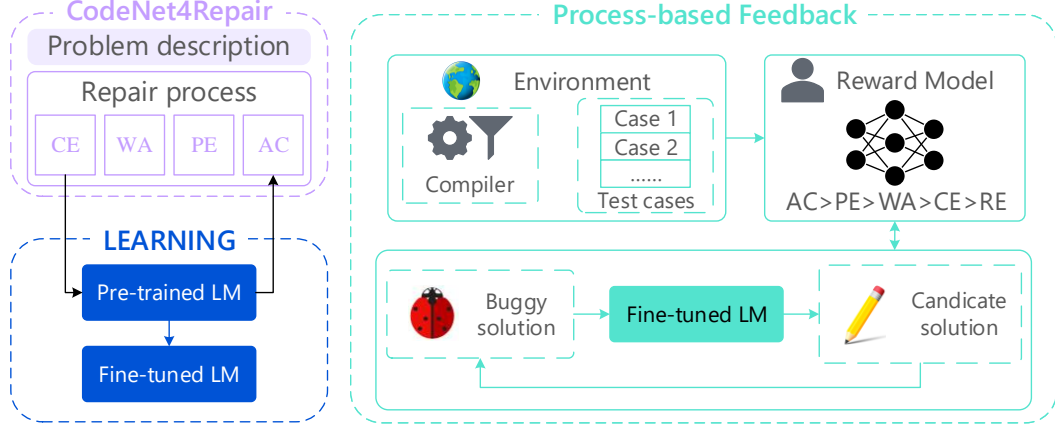 CodeNet4Repair
Problem description
Repair process
CE
WA
PE
AC
LEARNING
Pre-trained LM
Fine-tuned LM
Process-based Feedback
Environment
Compiler
Case 1
Case 2
......
Test cases
Reward Model
AC>PE>WA>CE>RE
Buggy
solution
Fine-tuned LM
Candicate
solution